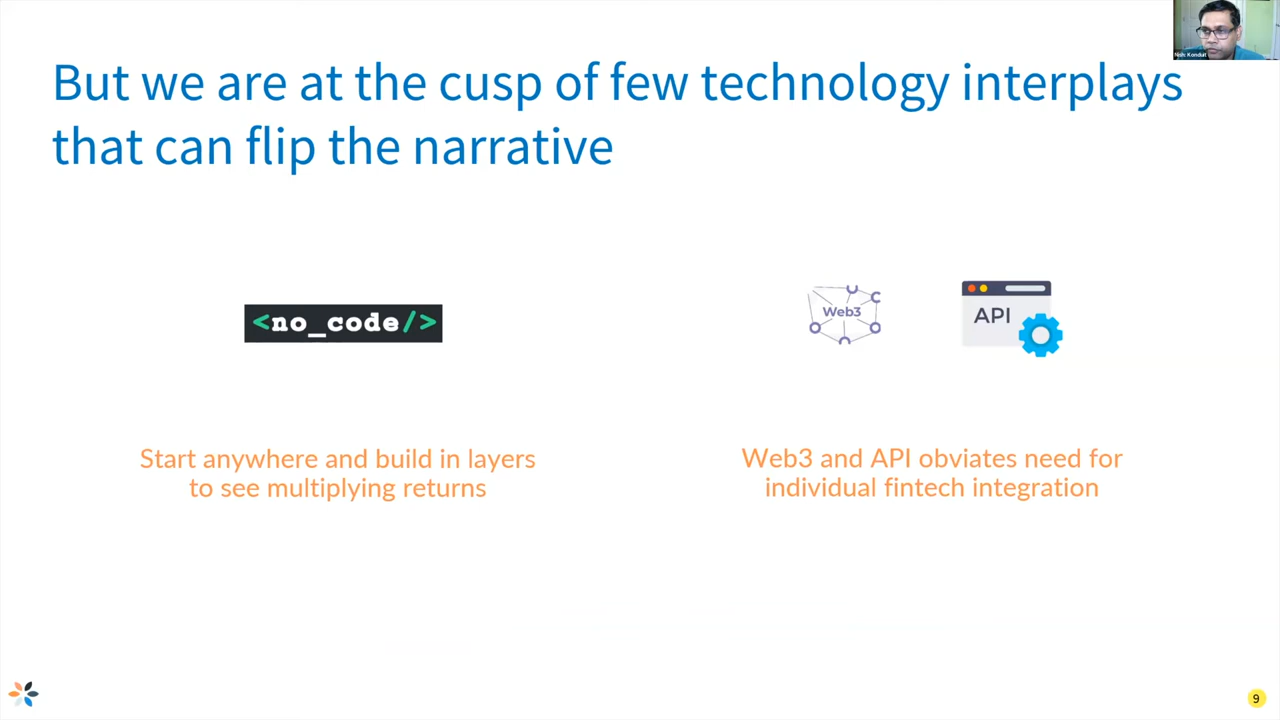 But we are at the cusp of few technology interplays
that can flip the narrative
<no_code/>
Web3
API
Start anywhere and build in layers
to see multiplying returns
Web3 and API obviates need for
individual fintech integration
Nish: Konduit
9